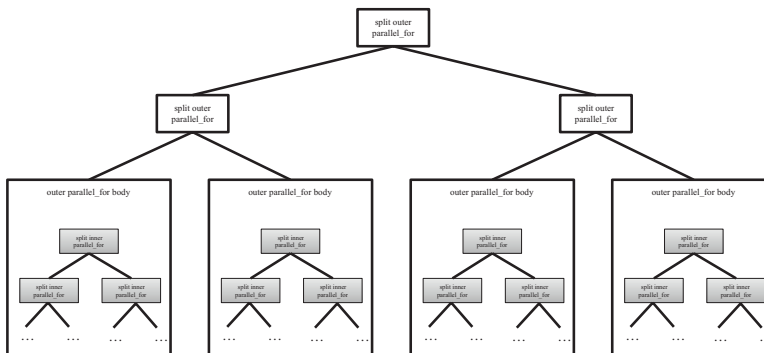 split outer
parallel_for
split outer
parallel_for
split outer
parallel_for
outer parallel_for body
outer parallel_for body
outer parallel_for body
outer parallel_for body
split inner
parallel_for
split inner
parallel_for
split inner
parallel_for
split inner
parallel_for
split inner
parallel_for
split inner
parallel_for
split inner
parallel_for
split inner
parallel_for
split inner
parallel_for
split inner
parallel_for
split inner
parallel_for
split inner
parallel_for
... ... ... ... ... ... ... ... ... ... ... ... ... ... ... ...